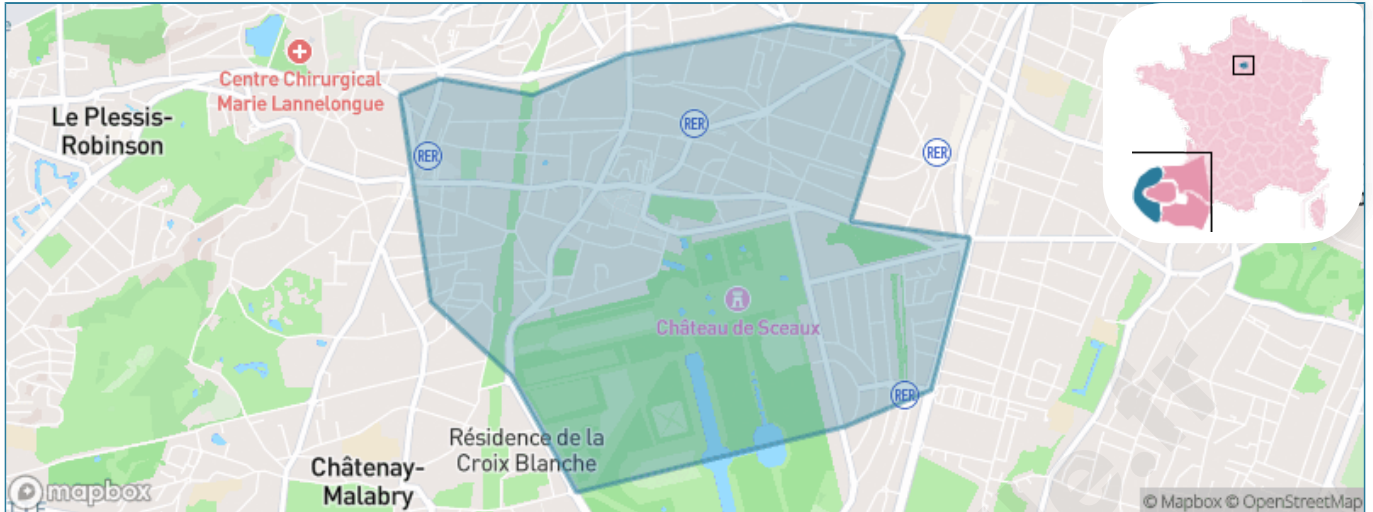 Centre Chirurgical
Marie Lannelongue
Le Plessis-
Robinson
RER
RER
RER
Château de Sceaux
RER
Résidence de la
Croix Blanche
Châtenay-
Malabry
mapbox
© Mapbox © OpenStreetMap